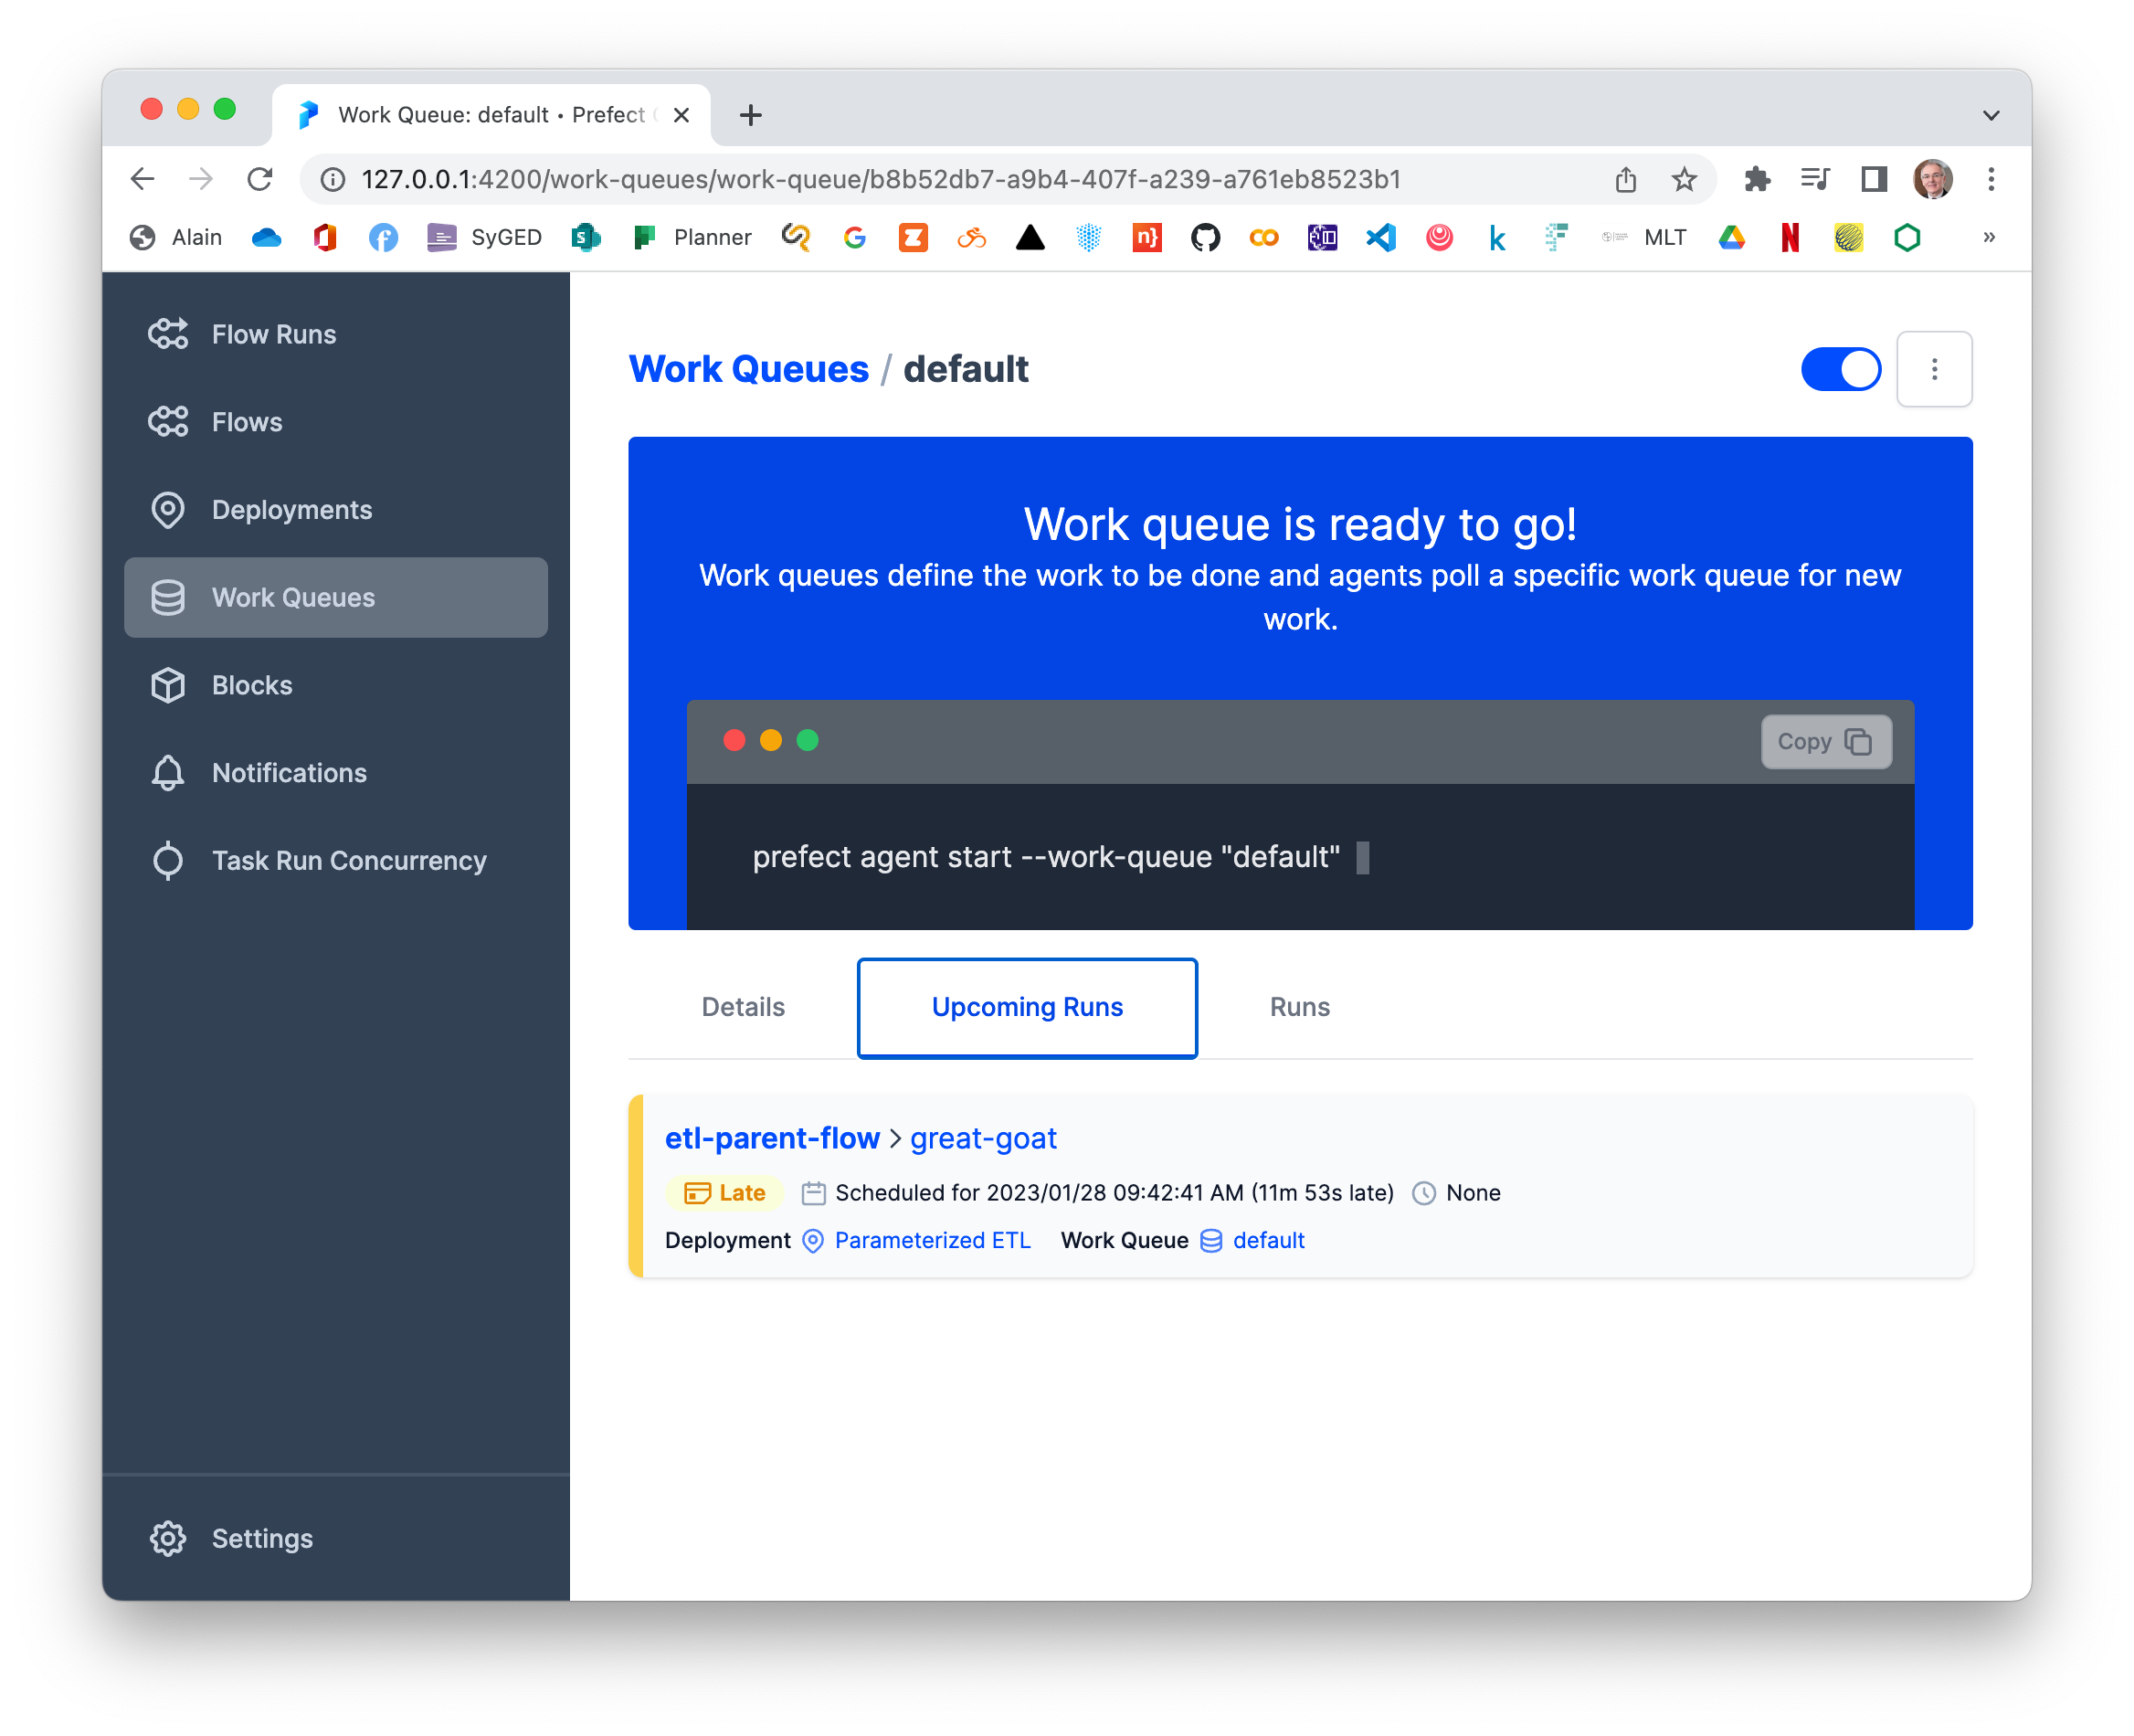 Work Queue: default • Prefect
127.0.0.1:4200/work-queues/work-queue/b8b52db7-a9b4-407f-a239-a761eb8523b1
Alain
SyGED
Planner
MLT
»
Flow Runs
Flows
Deployments
Work Queues
Blocks
Notifications
Task Run Concurrency
Settings
Work Queues / default
Work queue is ready to go!
Work queues define the work to be done and agents poll a specific work queue for new
work.
Copy
prefect agent start --work-queue "default"
Details
Upcoming Runs
Runs
etl-parent-flow > great-goat
Late Scheduled for 2023/01/28 09:42:41 AM (11m 53s late) None
Deployment Parameterized ETL Work Queue default